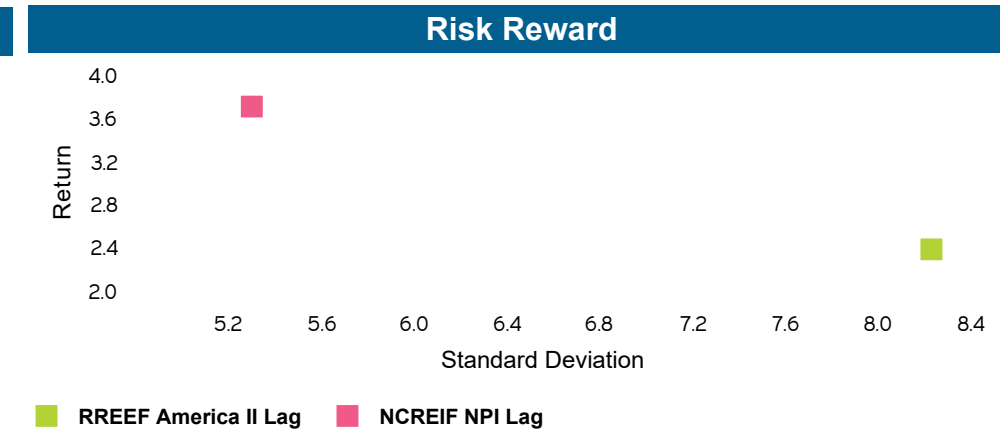 Risk Reward
4.0
3.6
3.2
2.8
2.4
2.0
Return
5.2 5.6 6.0 6.4 6.8 7.2 7.6 8.0 8.4
Standard Deviation
RREEF America II Lag NCREIF NPI Lag